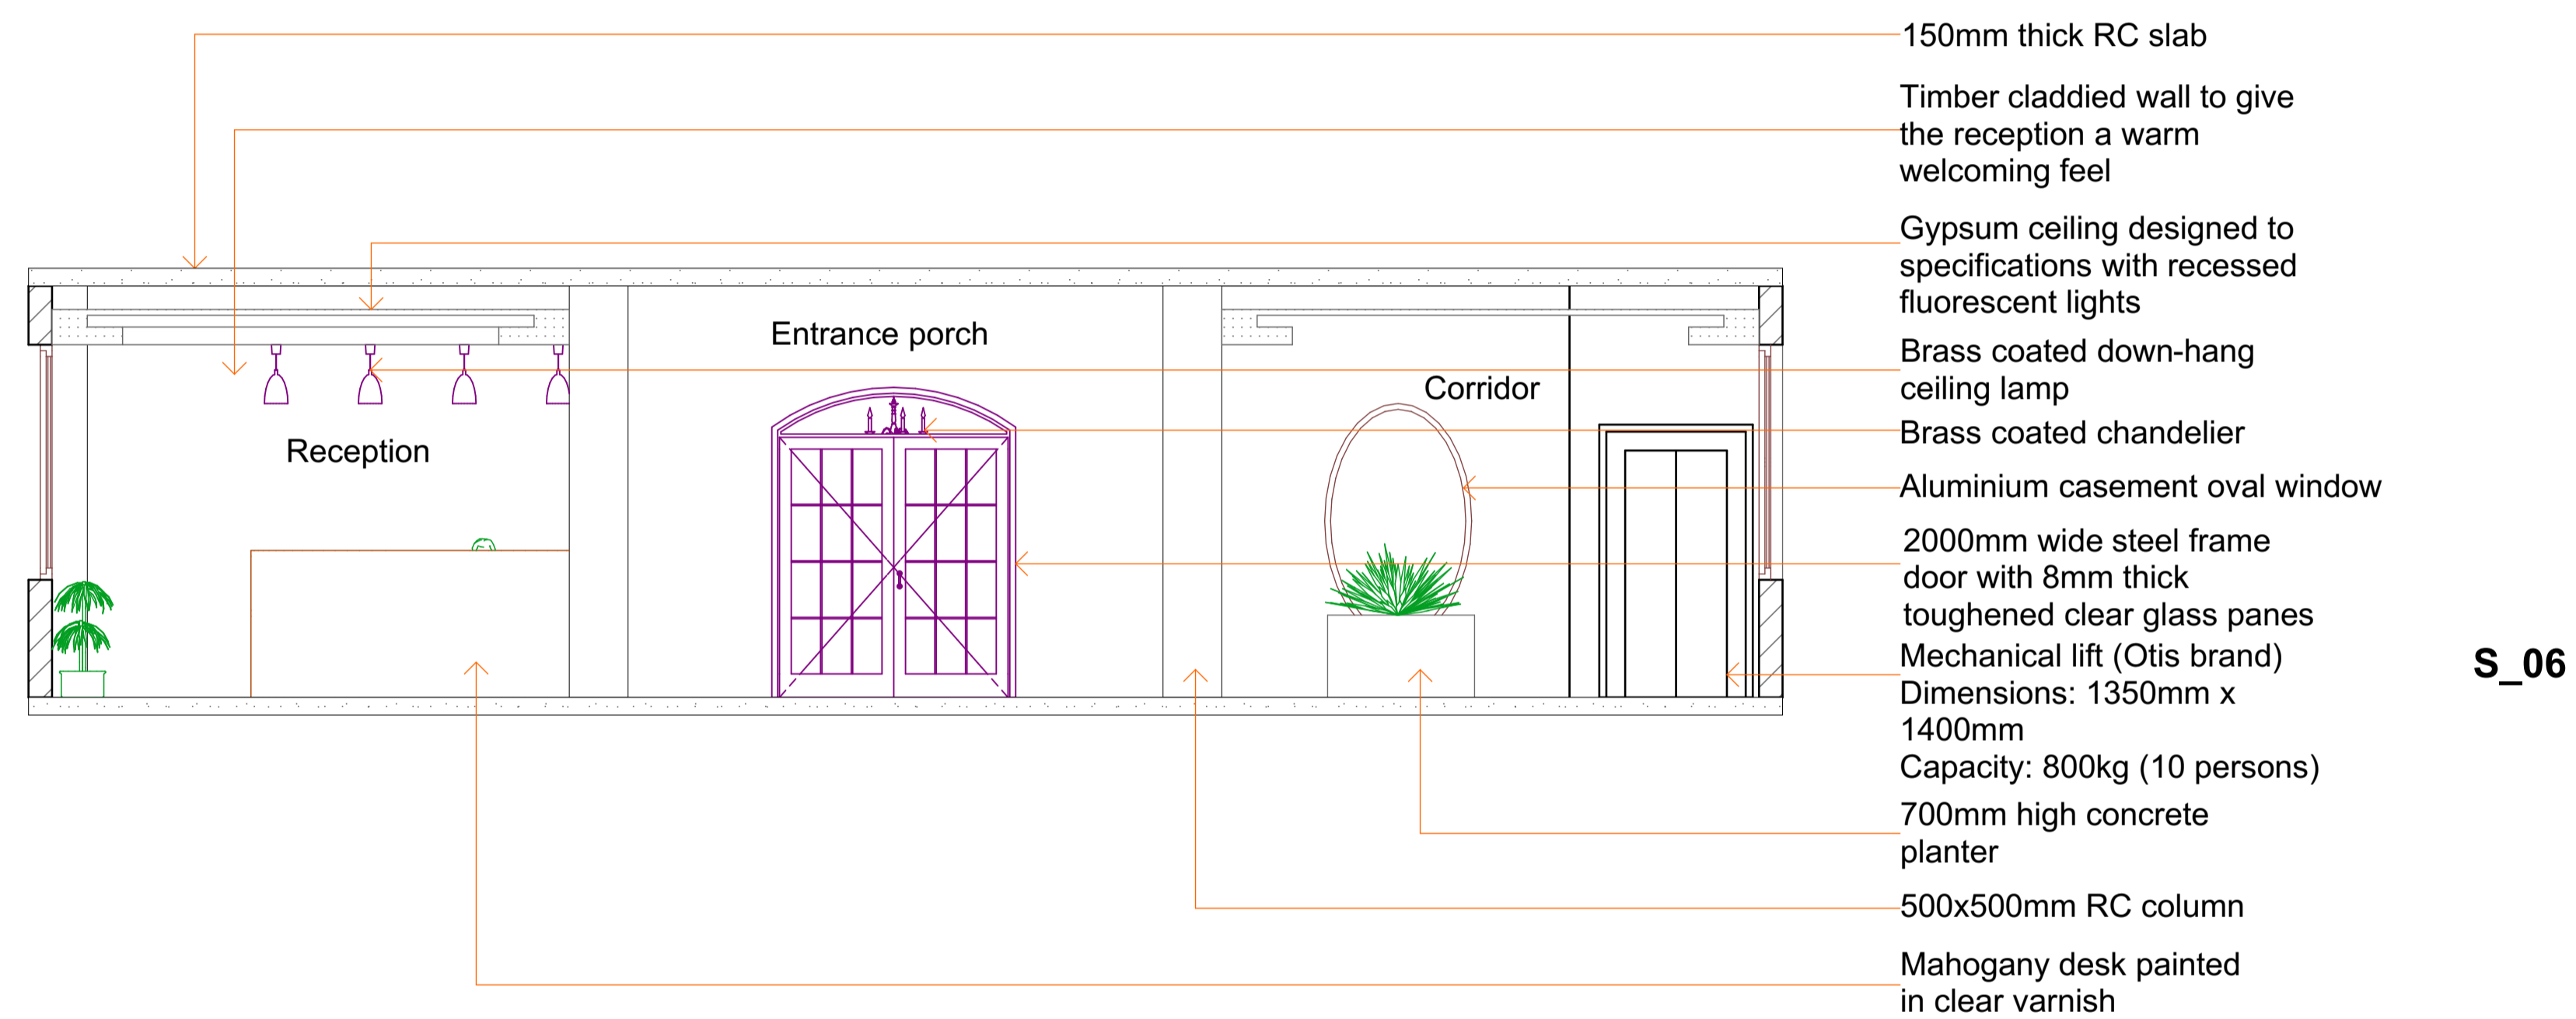 150mm thick RC slab
Timber claddied wall to give
the reception a warm
welcoming feel
Gypsum ceiling designed to
specifications with recessed
fluorescent lights
Brass coated down-hang
ceiling lamp
Brass coated chandelier
Aluminium casement oval window
2000mm wide steel frame
door with 8mm thick
toughened clear glass panes
Mechanical lift (Otis brand)
Dimensions: 1350mm x
1400mm
Capacity: 800kg (10 persons)
700mm high concrete
planter
500x500mm RC column
Mahogany desk painted
in clear varnish
Entrance porch
Corridor
Reception
S_06